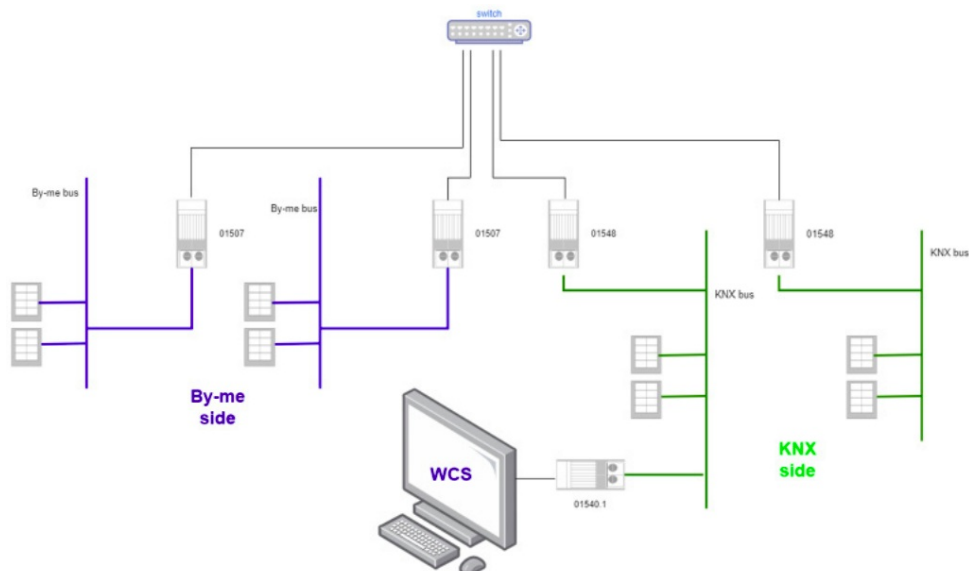 switch
By-me bus
01507
By-me bus
01507
01548
01548
KNX bus
KNX bus
By-me
side
WCS
KNX
side
01540.1